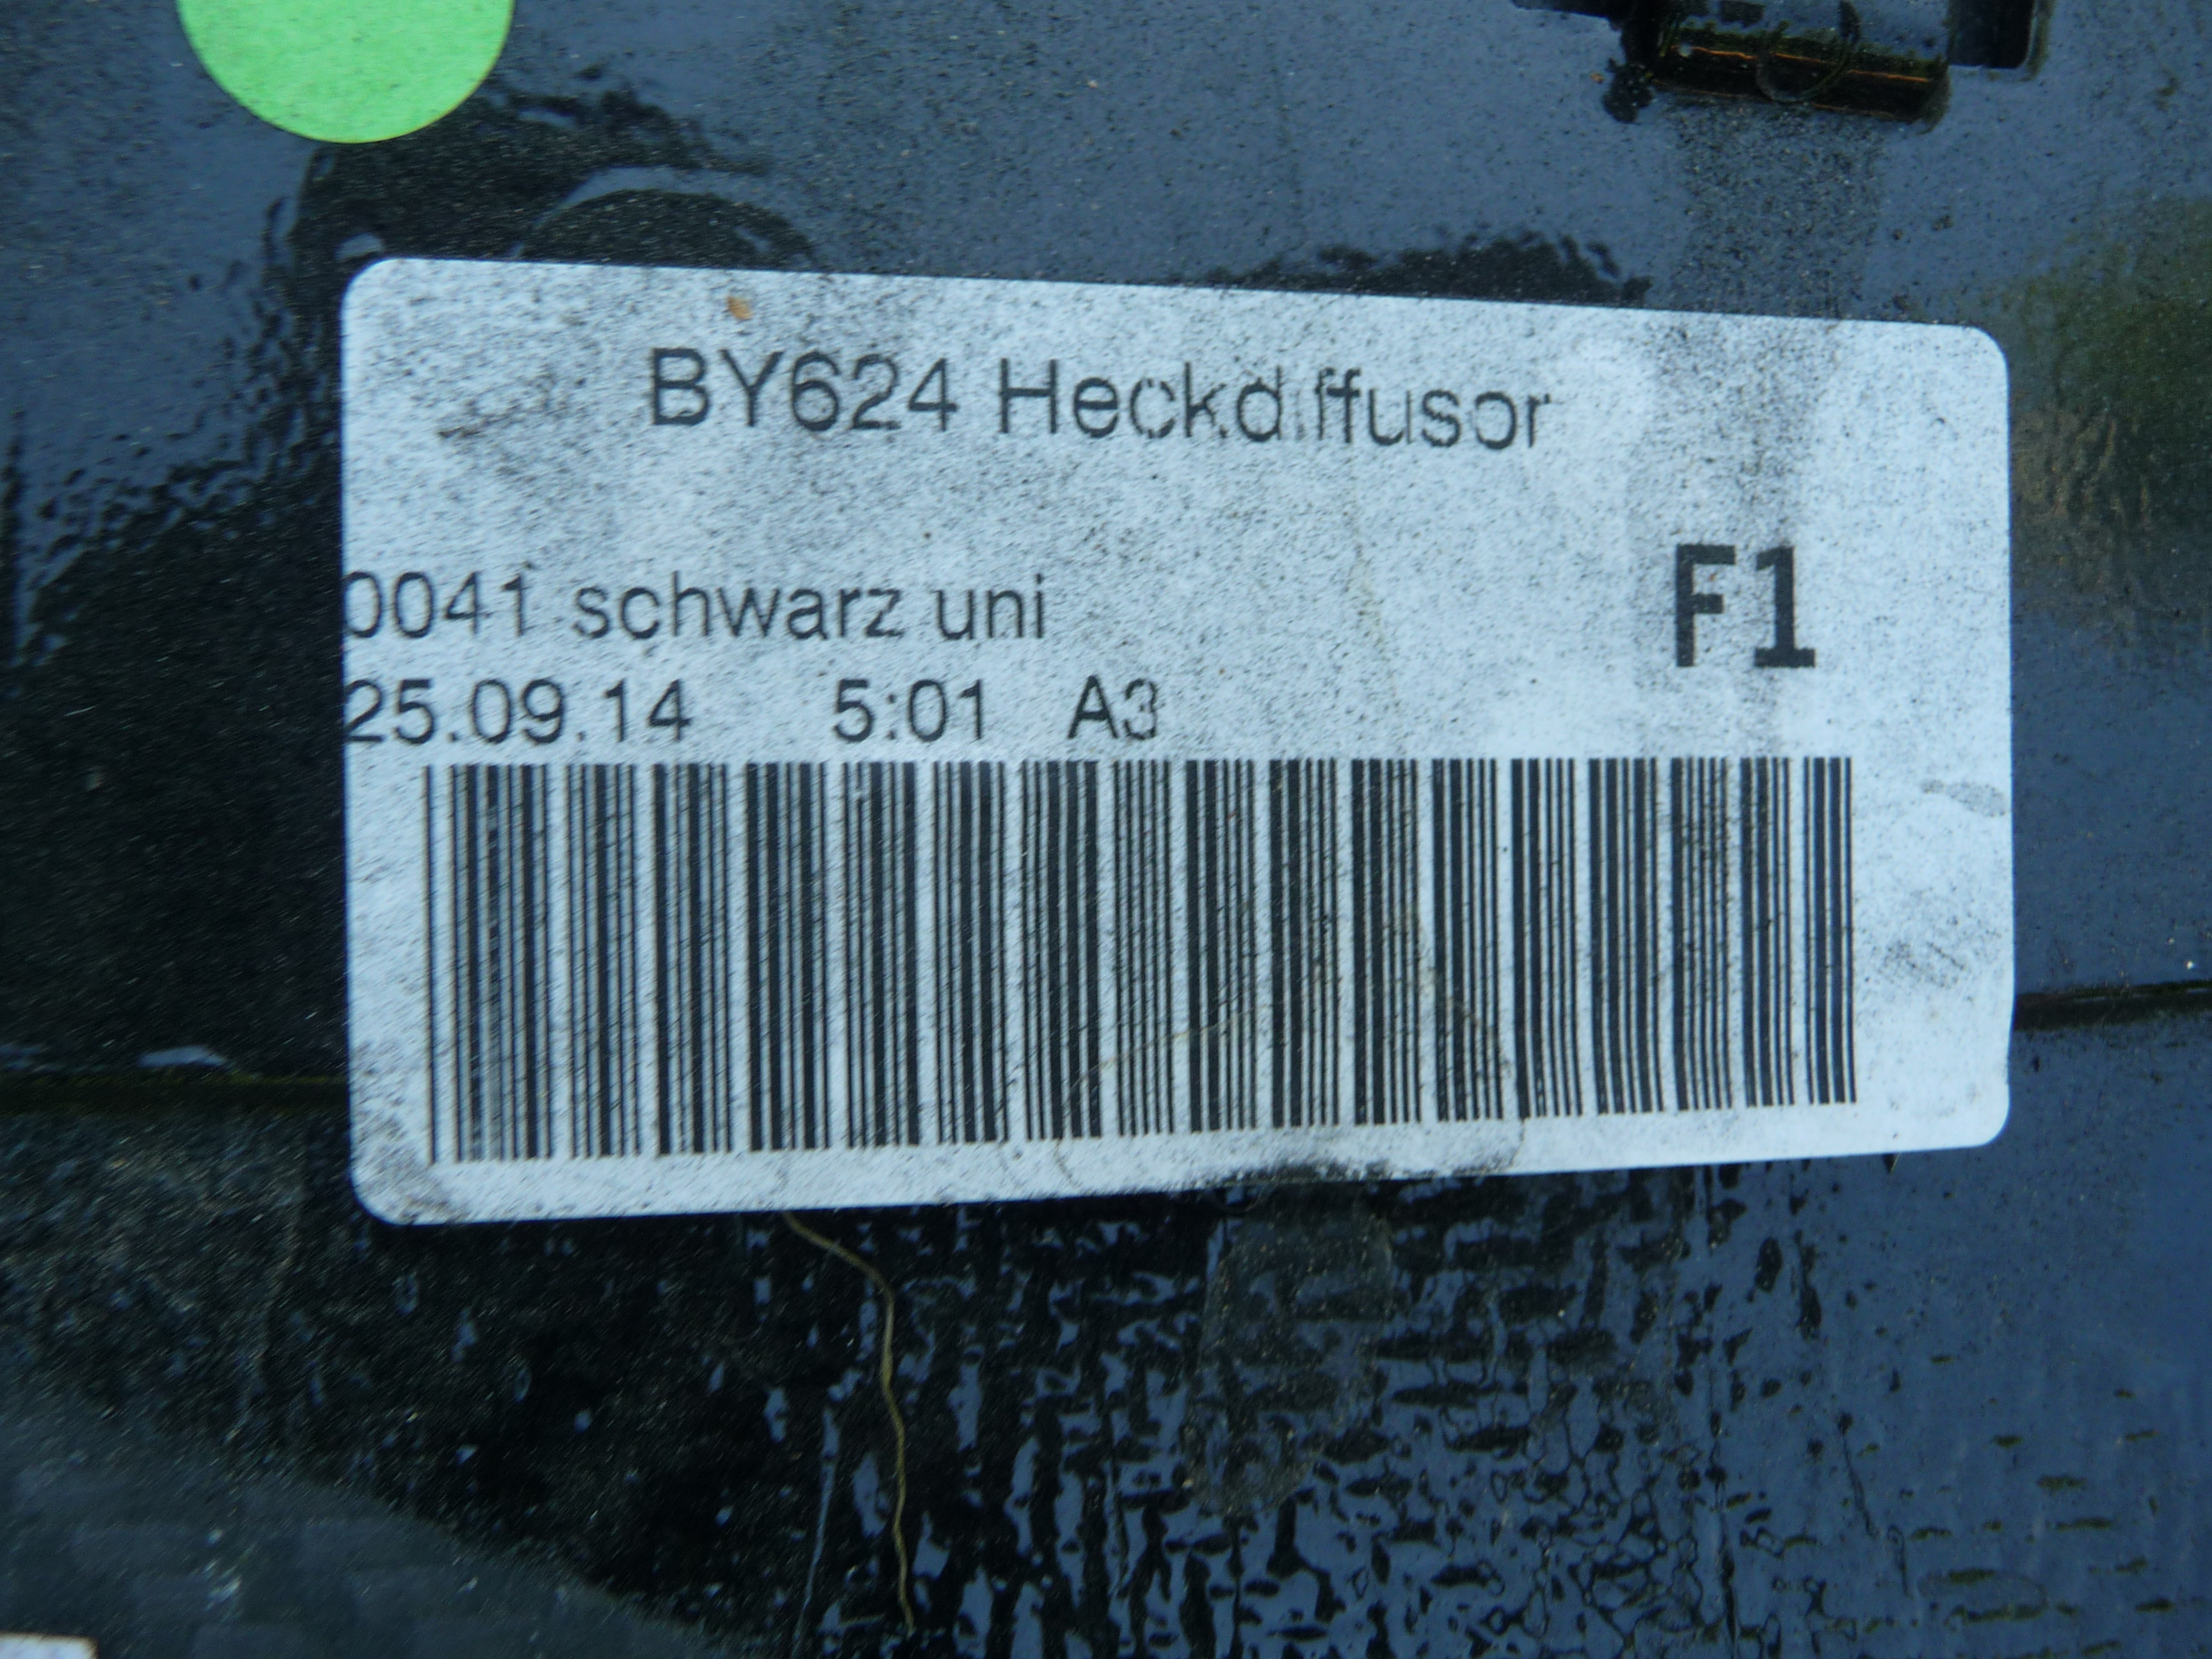 BY624 Heckdiffusor
0041 schwarz uni
F1
25.09.14 5:01 A3